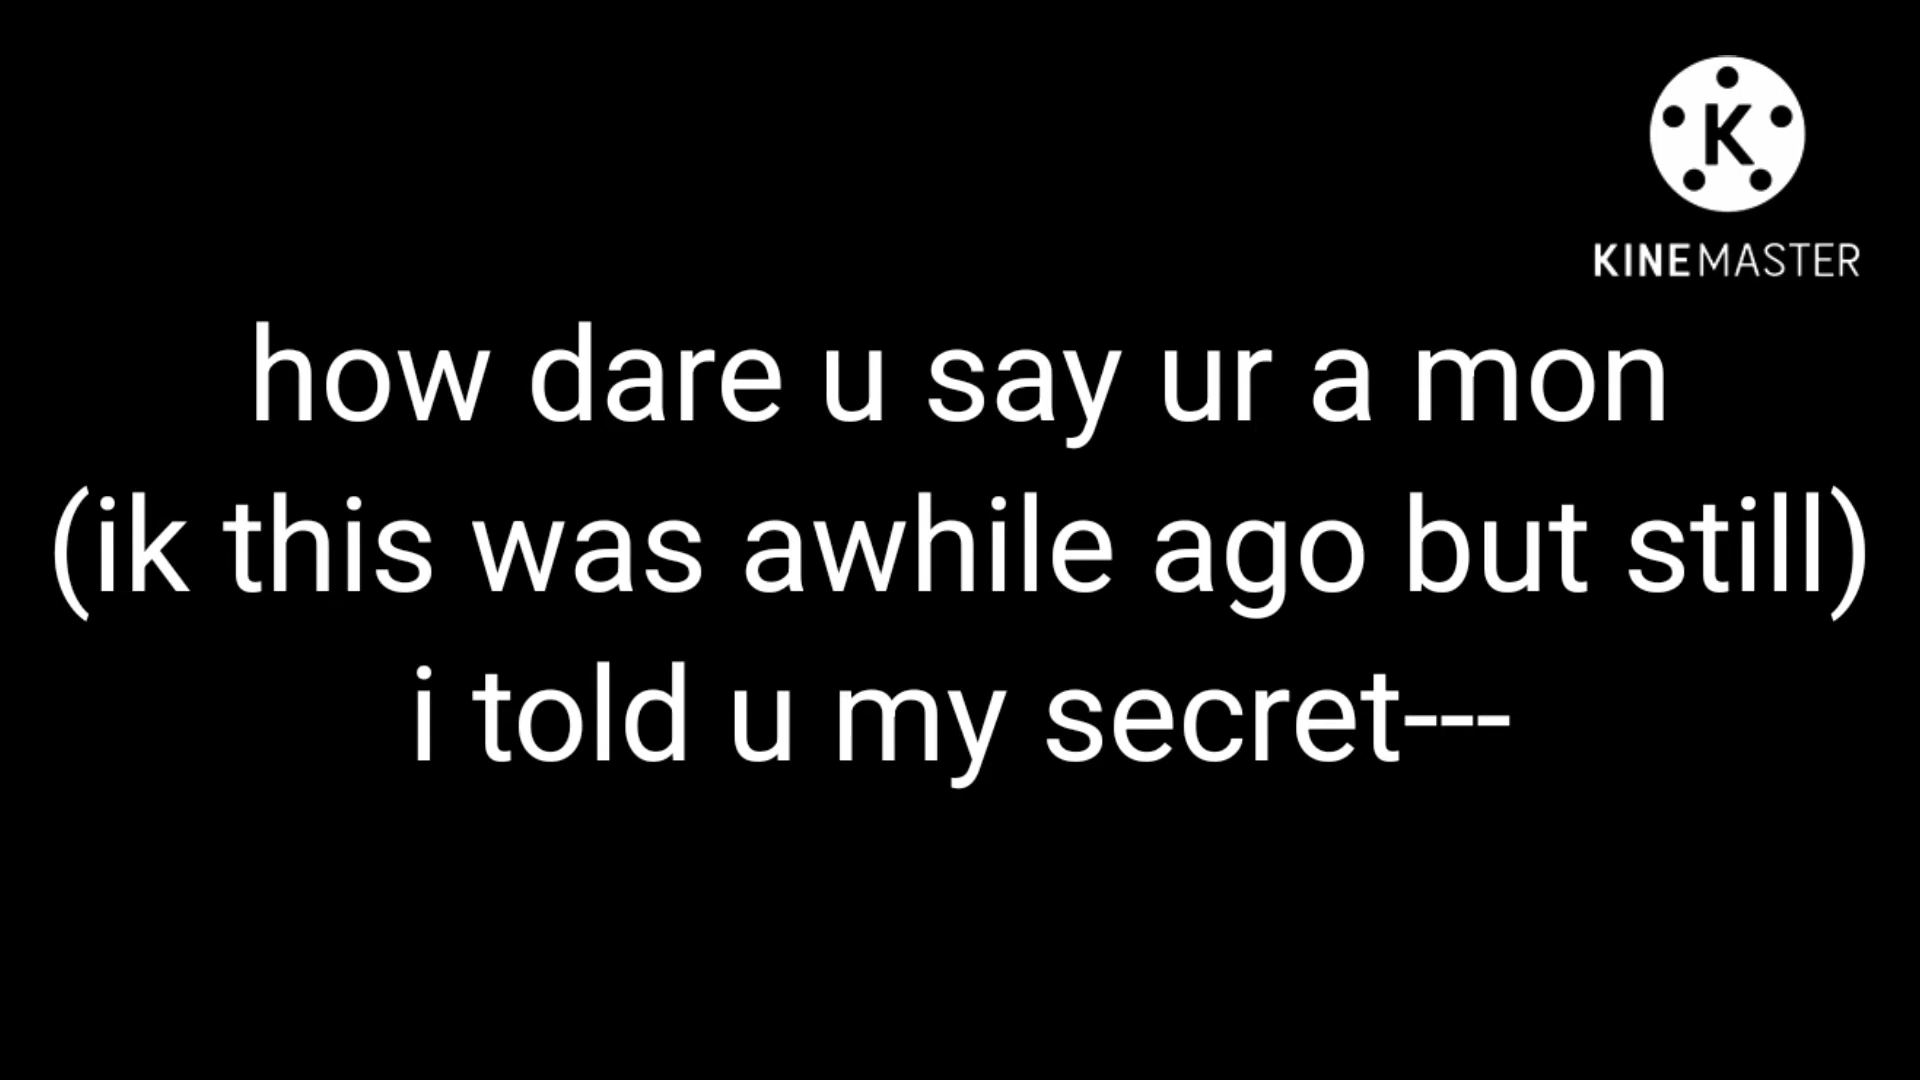 K
KINEMASTER
how dare u say ur a mon
(ik this was awhile ago but still)
i told u my secret---